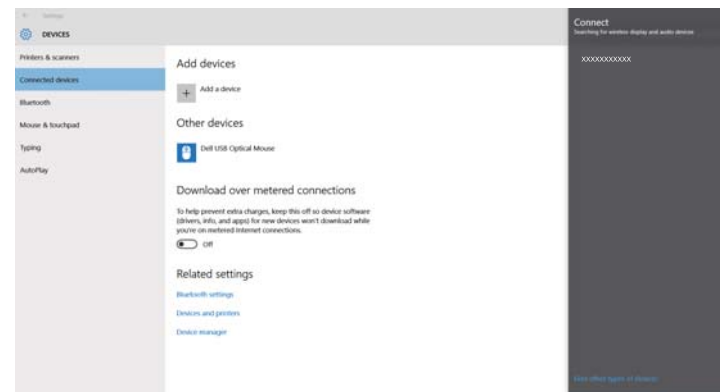 Settings
DEVICES
Printers & scanners
Connected devices
Bluetooth
Mouse & touchpad
Typing
AutoPlay
Add devices
Add a device
Other devices
Dell USB Optical Mouse
Download over metered connections
To help prevent extra charges, keep this off so device software
(drivers, info, and apps) for new devices won't download while
you're on metered Internet connections.
Off
Related settings
Bluetooth settings
Devices and printers
Device manager
Connect
Searching for wireless display and audio devices
xxxxxxxxxxx
Find other types of devices